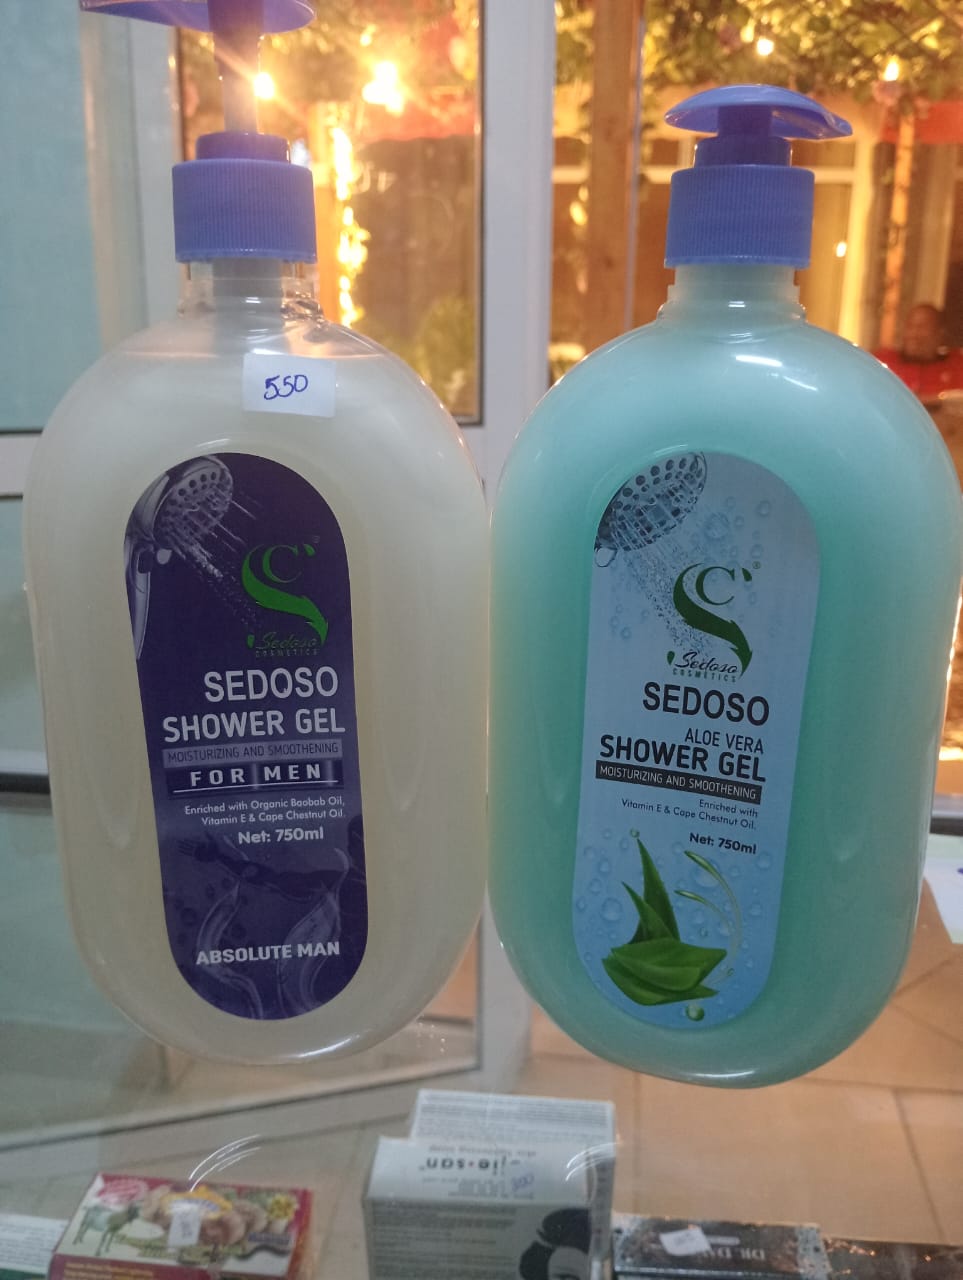 550
C
Sedoso
COSMETICS
SEDOSO
SHOWER GEL
MOISTURIZING AND SMOOTHENING
FOR MEN
Enriched with Organic Baobab Oil,
Vitamin E & Cape Chestnut Oil.
Net: 750ml
ABSOLUTE MAN
C
®
Sedoso
COSMETICS
SEDOSO
ALOE VERA
SHOWER GEL
MOISTURIZING AND SMOOTHENING
Enriched with
Vitamin E & Cape Chestnut Oil.
Net: 750ml
jie·san